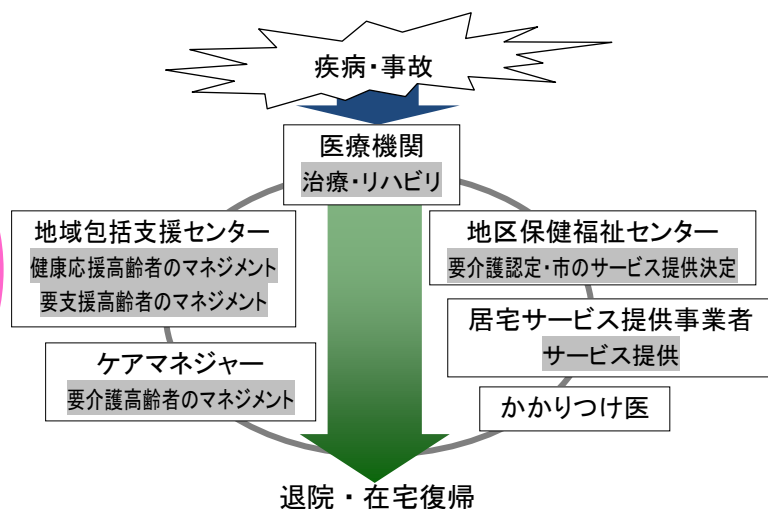 疾病・事故
医療機関
治療・リハビリ
地域包括支援センター
健康応援高齢者のマネジメント
要支援高齢者のマネジメント
ケアマネジャー
要介護高齢者のマネジメント
地区保健福祉センター
要介護認定・市のサービス提供決定
居宅サービス提供事業者
サービス提供
かかりつけ医
退院・在宅復帰